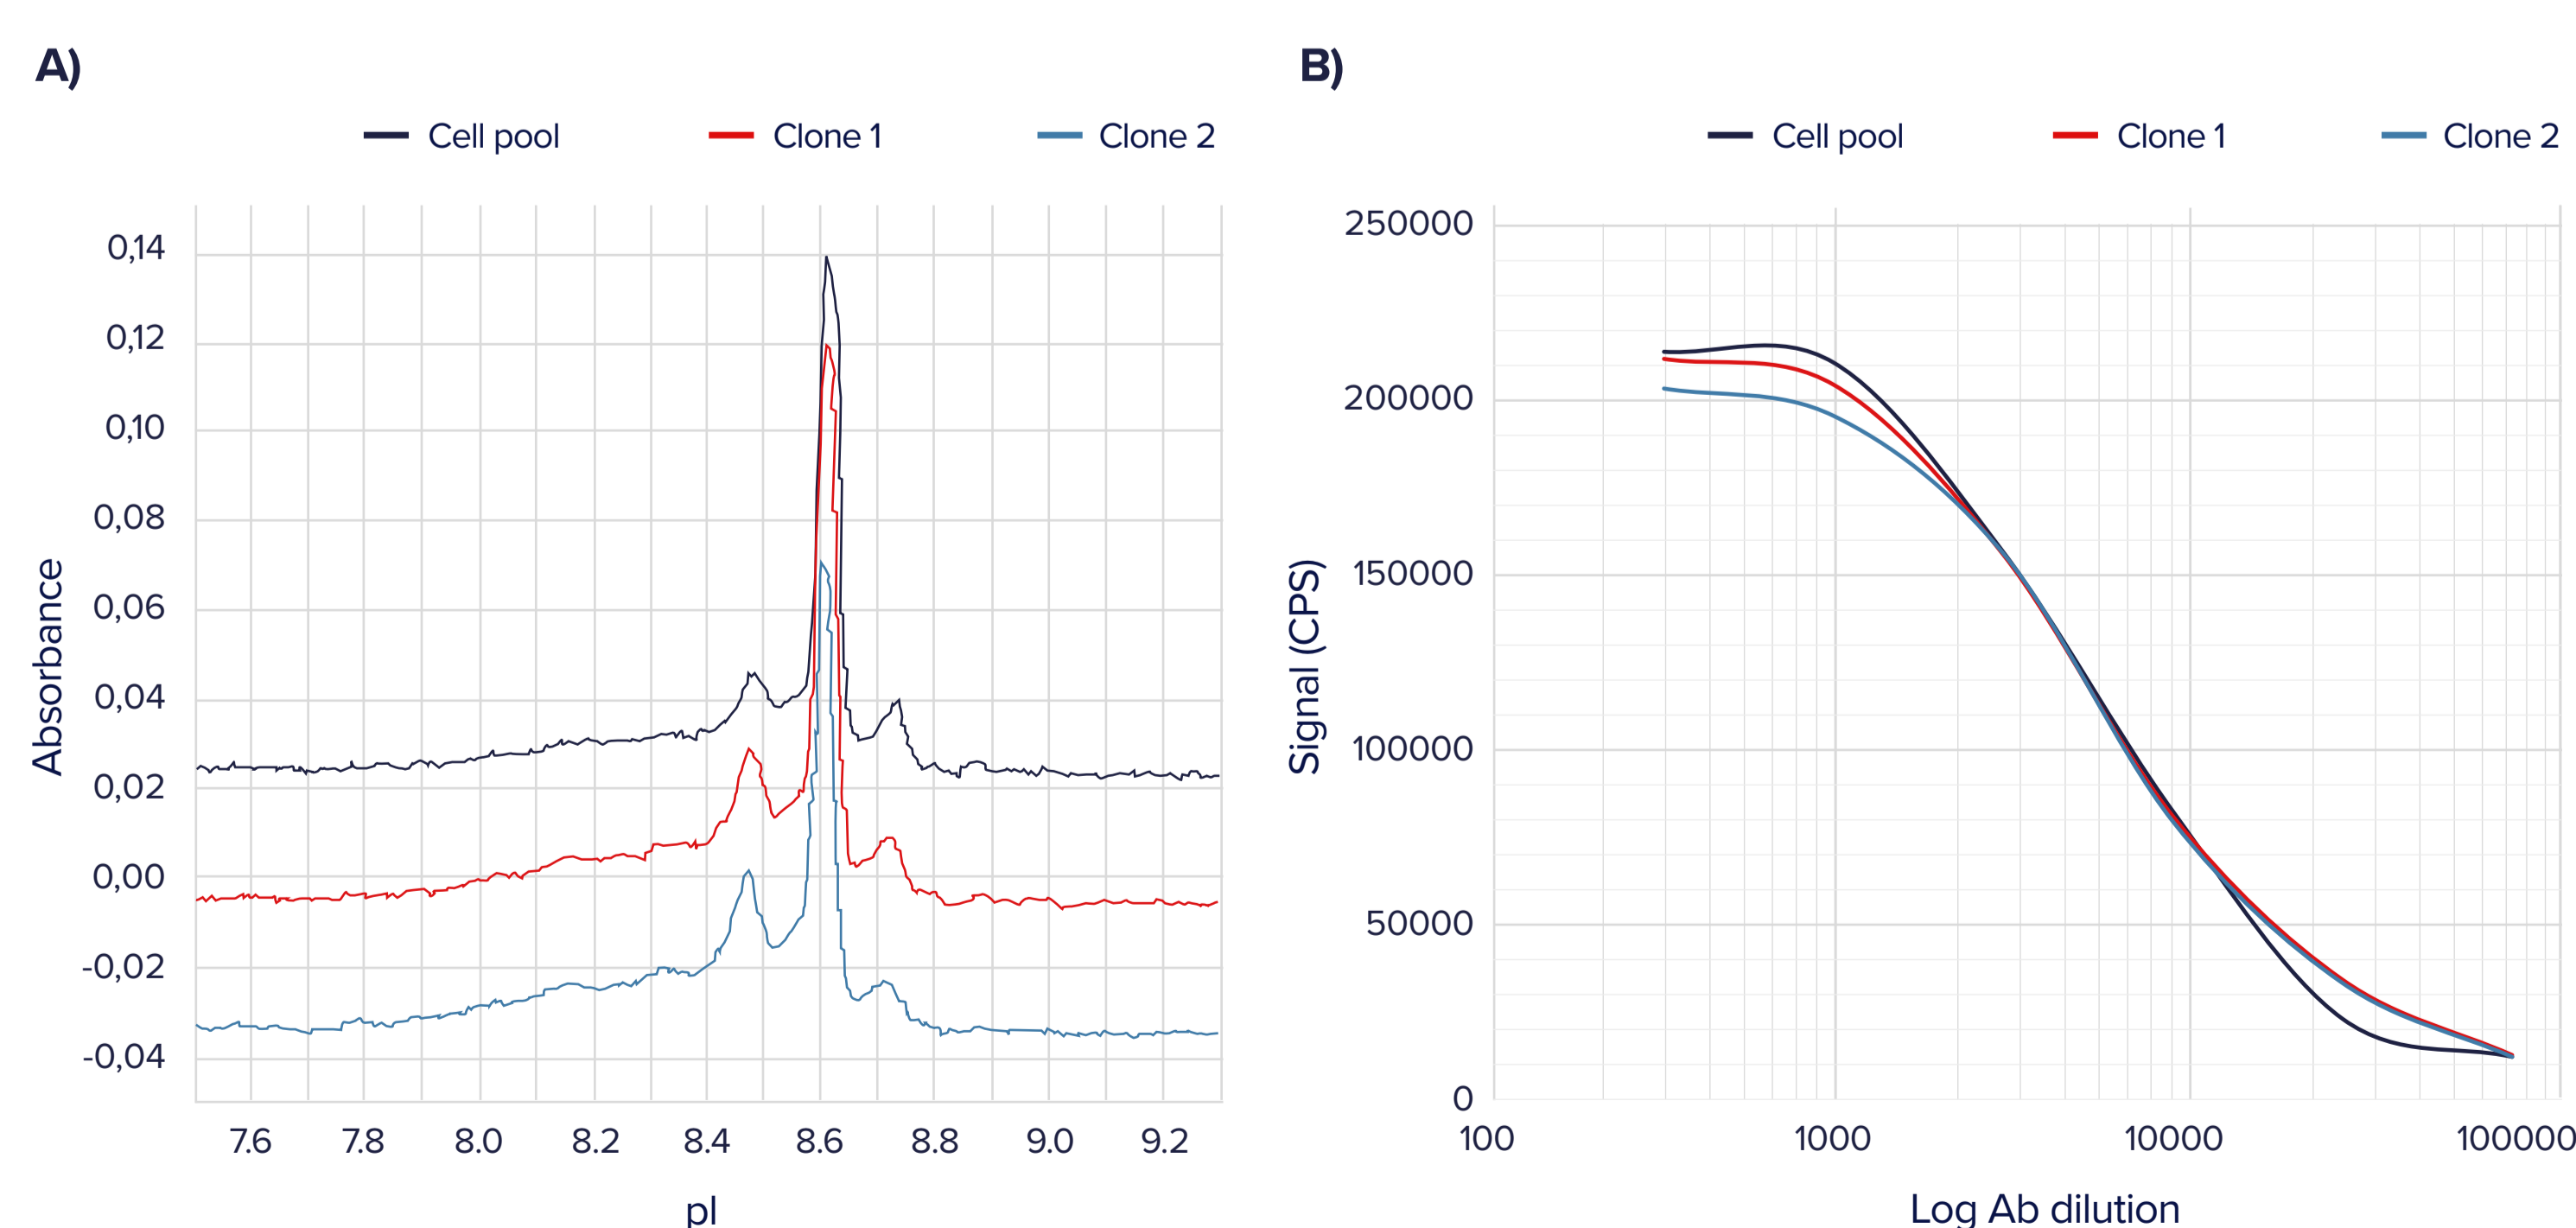 A)
Cell pool Clone 1 Clone 2
0,14
0,12
0,10
0,08
0,06
0,04
0,02
0,00
-0,02
-0,04
Absorbance
7.6 7.8 8.0 8.2 8.4 8.6 8.8 9.0 9.2
pI
B)
Cell pool Clone 1 Clone 2
250000
200000
150000
100000
50000
0
Signal (CPS)
100 1000 10000 100000
Log Ab dilution